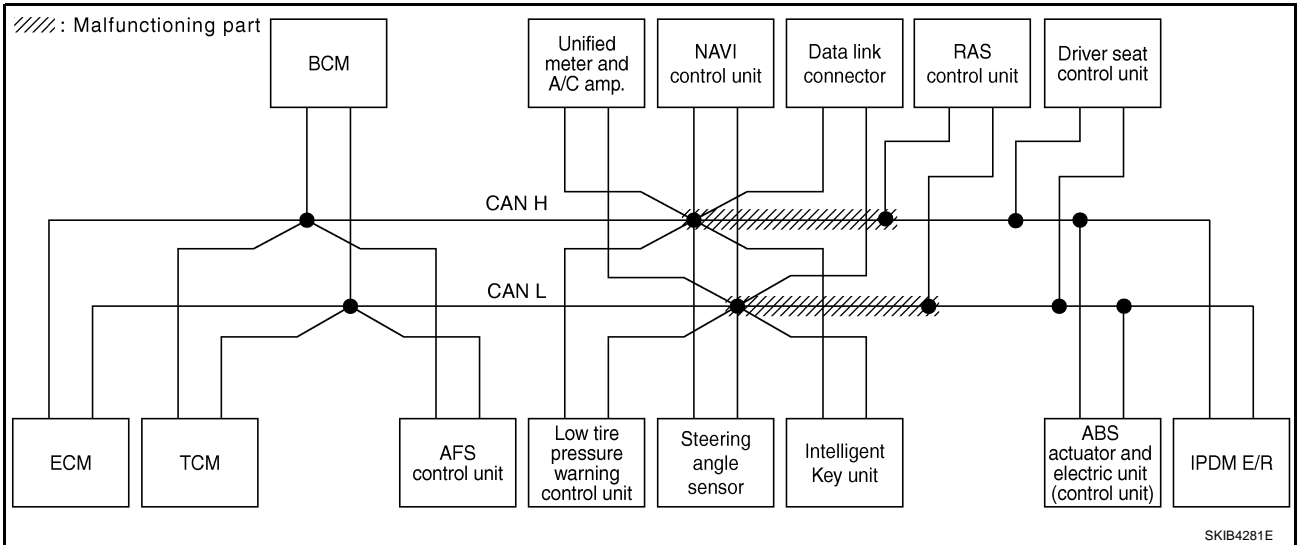 : Malfunctioning part
BCM
Unified
meter and
A/C amp.
NAVI
control unit
Data link
connector
RAS
control unit
Driver seat
control unit
CAN H
CAN L
ECM
TCM
AFS
control unit
Low tire
pressure
warning
control unit
Steering
angle
sensor
Intelligent
Key unit
ABS
actuator and
electric unit
(control unit)
IPDM E/R
SKIB4281E